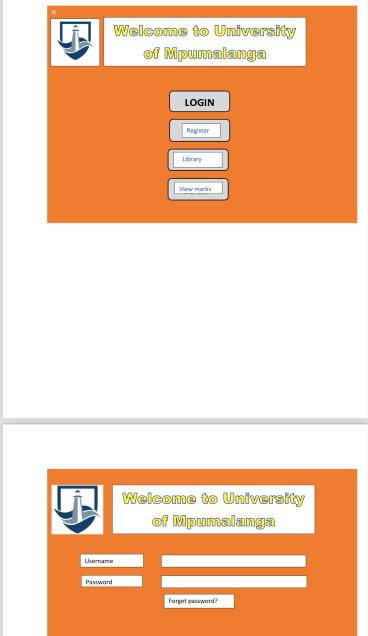 N
Welcome to University
of Mpumalanga
LOGIN
Register
Library
View marks
Welcome to University
of Mpumalanga
Username
Password
Forget password?